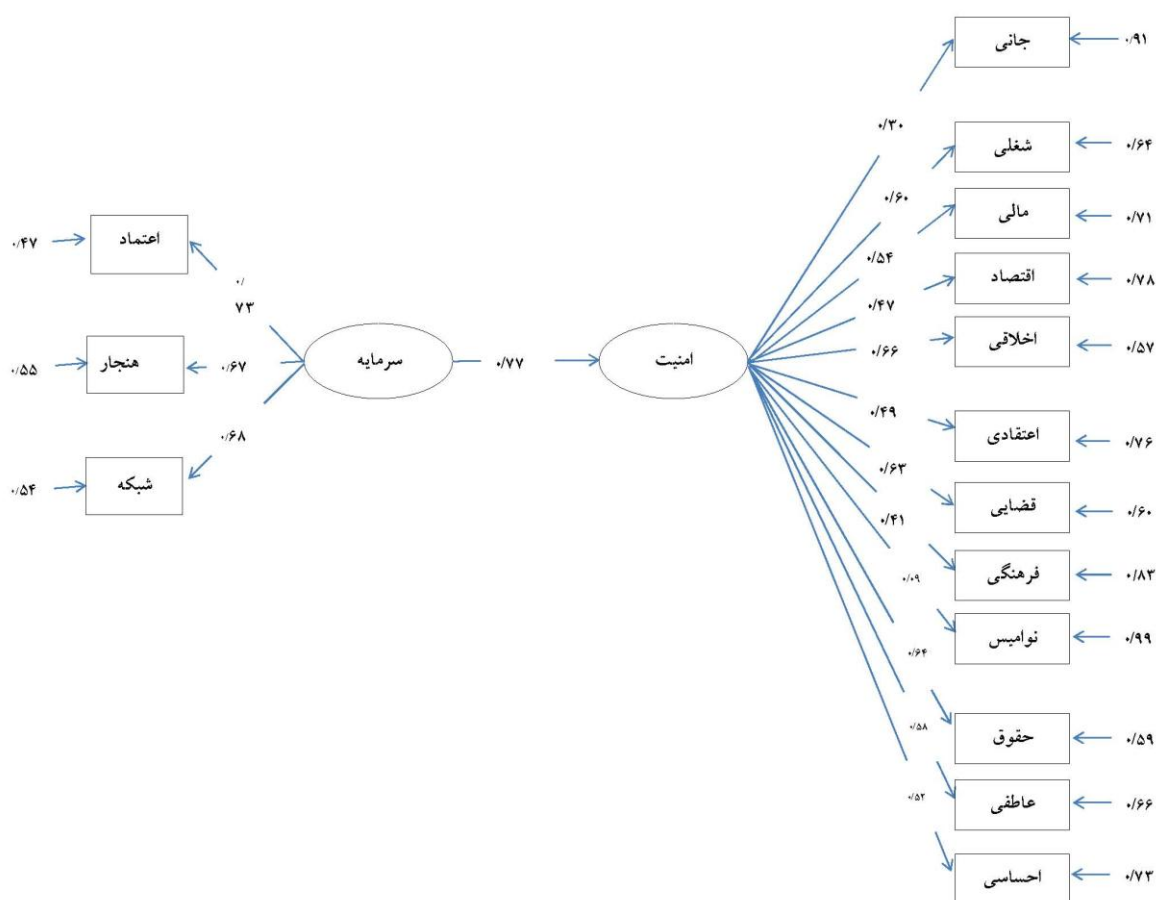 جانی
۰/۹۱
۰/۳۰
شغلی
۰/۶۴
۰/۶۰
مالی
۰/۷۱
۰/۵۴
اقتصاد
۰/۷۸
۰/۴۷
اخلاقی
۰/۵۷
۰/۶۶
اعتقادی
۰/۷۶
۰/۴۹
قضایی
۰/۶۰
۰/۶۳
فرهنگی
۰/۸۳
۰/۴۱
نوامیس
۰/۹۹
۰/۰۹
حقوق
۰/۵۹
۰/۶۴
عاطفی
۰/۶۶
۰/۵۸
احساسی
۰/۷۳
۰/۵۲
امنیت
۰/۷۷
سرمایه
۰/
۷۳
اعتماد
۰/۴۷
۰/۶۷
هنجار
۰/۵۵
۰/۶۸
شبکه
۰/۵۴